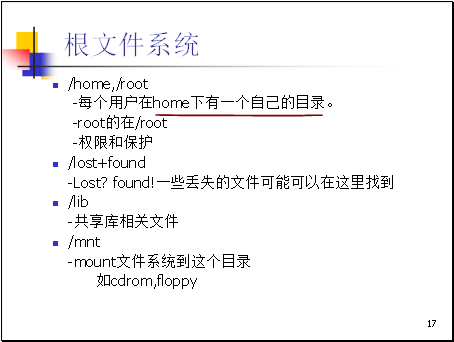 根文件系统
/home,/root
-每个用户在home下有一个自己的目录。
-root的在/root
-权限和保护
/lost+found
-Lost? found!一些丢失的文件可能可以在这里找到
/lib
-共享库相关文件
/mnt
-mount文件系统到这个目录
如cdrom,floppy
17